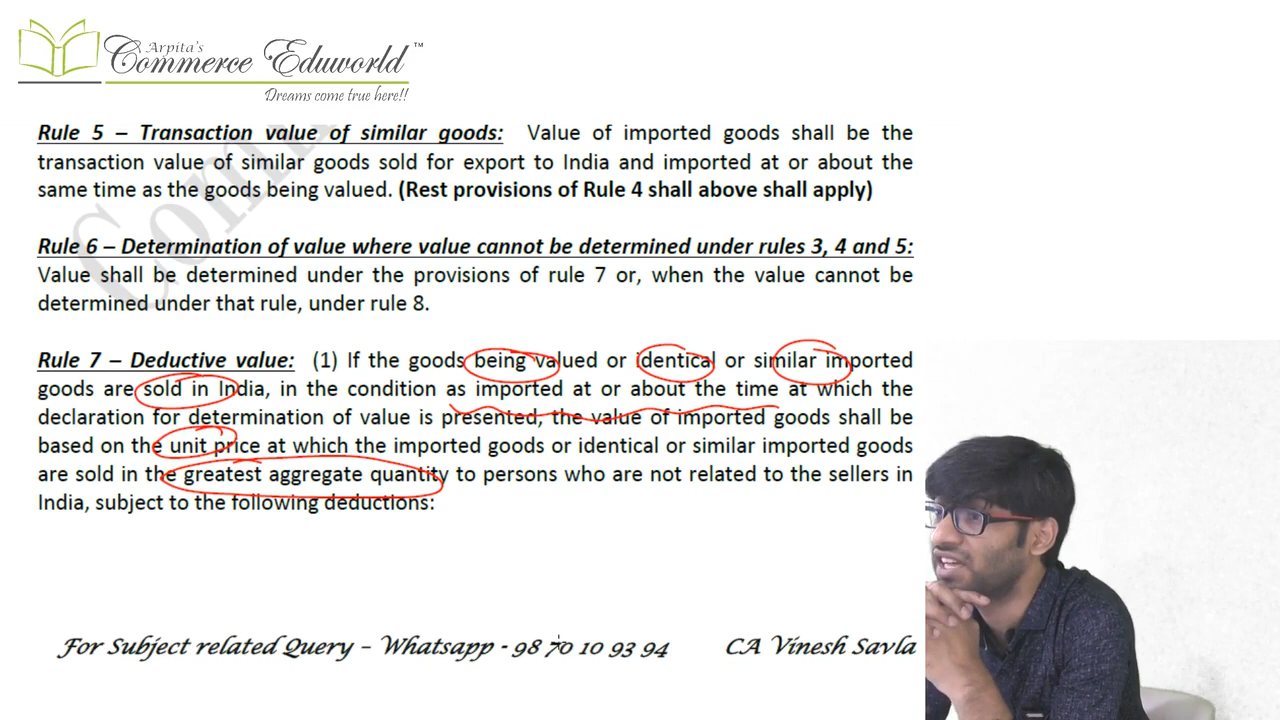 Arpita's
Commerce Eduworld™
Dreams come true here!!
Rule 5 – Transaction value of similar goods: Value of imported goods shall be the
transaction value of similar goods sold for export to India and imported at or about the
same time as the goods being valued. (Rest provisions of Rule 4 shall above shall apply)
Rule 6 – Determination of value where value cannot be determined under rules 3, 4 and 5:
Value shall be determined under the provisions of rule 7 or, when the value cannot be
determined under that rule, under rule 8.
Rule 7 – Deductive value: (1) If the goods being valued or identical or similar imported
goods are sold in India, in the condition as imported at or about the time at which the
declaration for determination of value is presented, the value of imported goods shall be
based on the unit price at which the imported goods or identical or similar imported goods
are sold in the greatest aggregate quantity to persons who are not related to the sellers in
India, subject to the following deductions:
For Subject related Query – Whatsapp - 98 70 10 93 94 CA Vinesh Savla